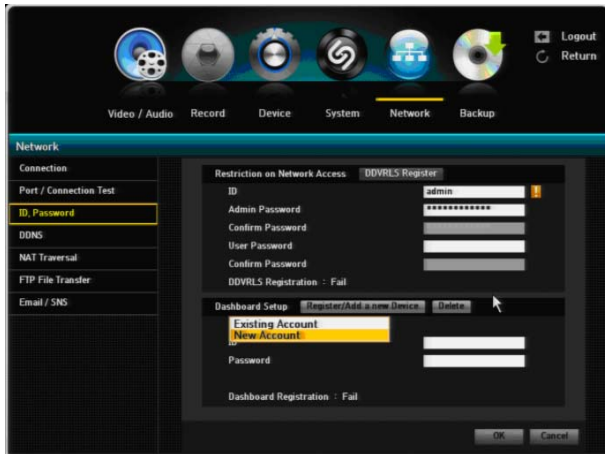 Logout
Return
Video / Audio Record Device System Network Backup
Network
Connection
Port / Connection Test
ID, Password
DDNS
NAT Traversal
FTP File Transfer
Email / SNS
Restriction on Network Access DDVRLS Register
ID admin
Admin Password ************
Confirm Password ************
User Password
Confirm Password
DDVRLS Registration : Fail
Dashboard Setup Register/Add a new Device Delete
Existing Account
New Account
ID
Password
Dashboard Registration : Fail
OK Cancel